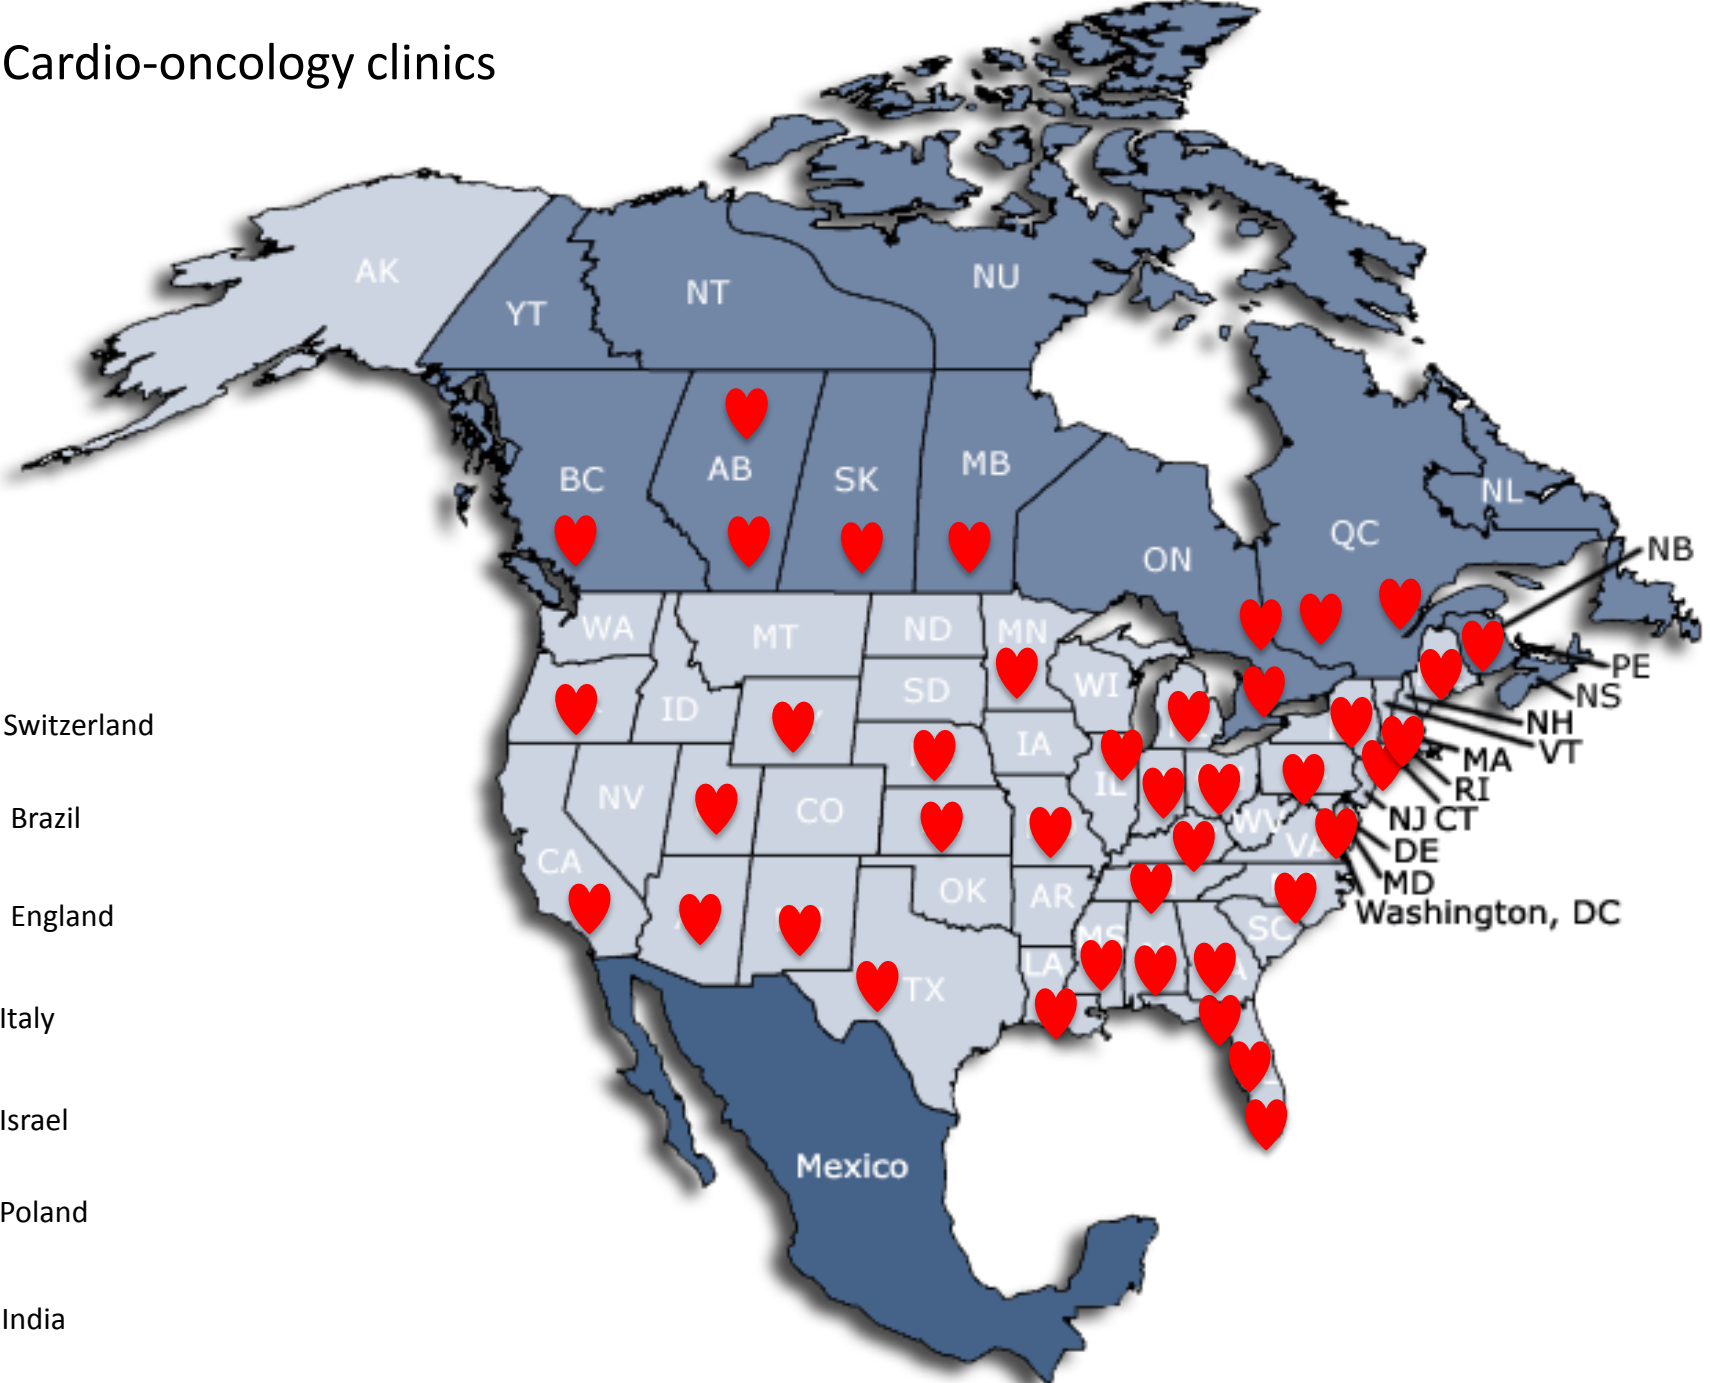 Cardio-oncology clinics
AK
YT
NT
NU
BC
AB
SK
MB
ON
QC
NL
NB
PE
NS
NH
VT
MA
RI
NJ CT
DE
MD
Washington, DC
WA
MT
ND
MN
ID
SD
WI
IA
NV
CO
IL
WV
VA
CA
OK
AR
SC
MS
LA
TX
Mexico
Switzerland
Brazil
England
Italy
Israel
Poland
India